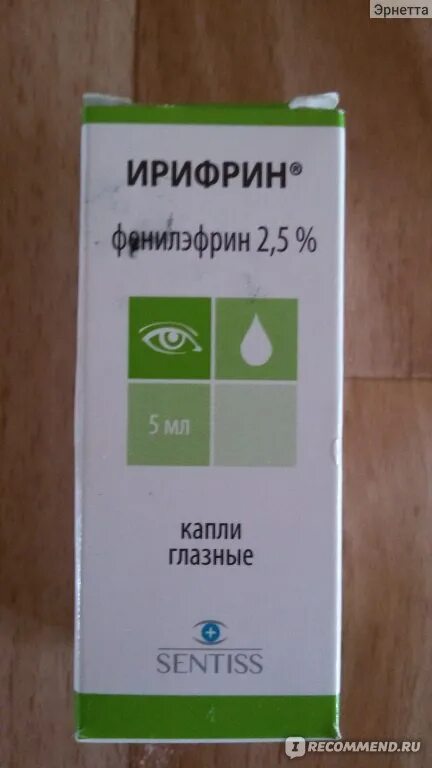 Эрнетта
ИРИФРИН®
фенилэфрин 2,5 %
5 мл
капли
глазные
SENTISS
IRECOMMEND.RU